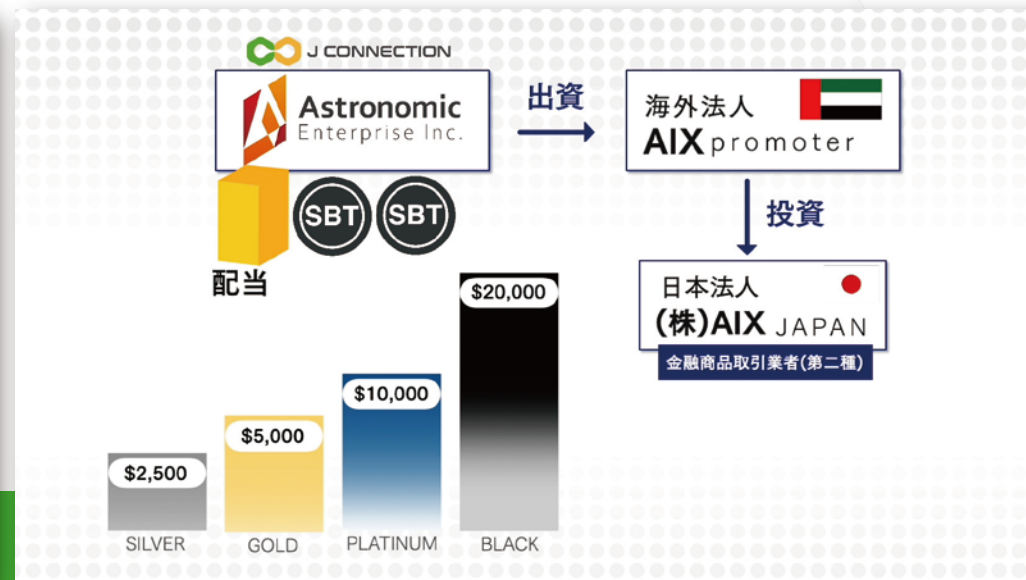 J CONNECTION
Astronomic
Enterprise Inc.
出資
海外法人
AIX promoter
SBT
SBT
投資
配当
日本法人
(株)AIX JAPAN
金融商品取引業者(第二種)
$20,000
$10,000
$5,000
$2,500
SILVER
GOLD
PLATINUM
BLACK